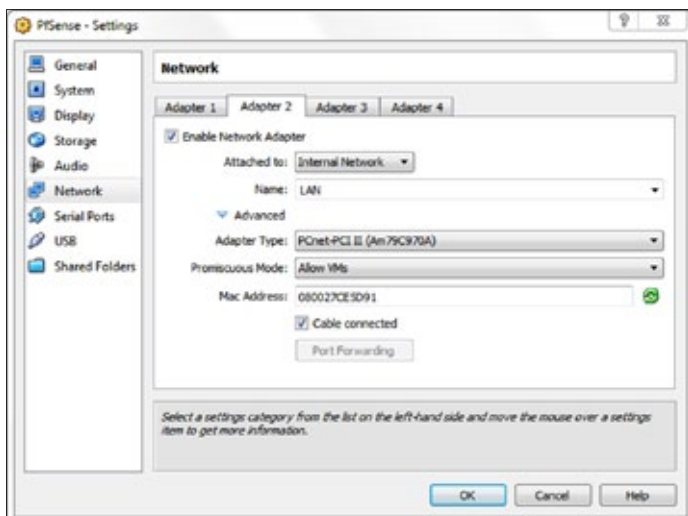 PfSense - Settings
General
System
Display
Storage
Audio
Network
Serial Ports
USB
Shared Folders
Network
Adapter 1 Adapter 2 Adapter 3 Adapter 4
Enable Network Adapter
Attached to: Internal Network
Name: LAN
Advanced
Adapter Type: PCnet-PCI II (Am79C970A)
Promiscuous Mode: Allow VMs
Mac Address: 080027CE5D91
Cable connected
Port Forwarding
Select a settings category from the list on the left-hand side and move the mouse over a settings
item to get more information.
OK Cancel Help